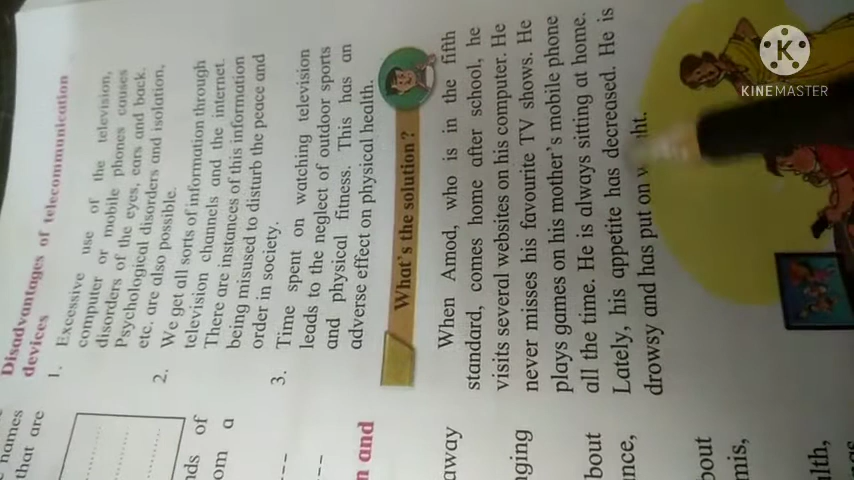 names
that are
nds of
om a
n and
away
nging
bout
nce,
bout
mis,
lth,
Disadvantages of telecommunication
devices
1. Excessive use of the television,
computer or mobile phones causes
disorders of the eyes, ears and back.
Psychological disorders and isolation,
etc. are also possible.
2. We get all sorts of information through
television channels and the internet.
There are instances of this information
being misused to disturb the peace and
order in society.
3. Time spent on watching television
leads to the neglect of outdoor sports
and physical fitness. This has an
adverse effect on physical health.
What's the solution ?
When Amod, who is in the fifth
standard, comes home after school, he
visits several websites on his computer. He
never misses his favourite TV shows. He
plays games on his mother's mobile phone
all the time. He is always sitting at home.
Lately, his appetite has decreased. He is
drowsy and has put on
KINEMASTER